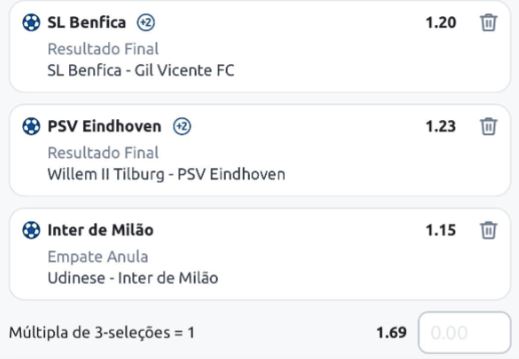 SL Benfica +2 1.20
Resultado Final
SL Benfica - Gil Vicente FC
PSV Eindhoven +2 1.23
Resultado Final
Willem II Tilburg - PSV Eindhoven
Inter de Milão 1.15
Empate Anula
Udinese - Inter de Milão
Múltipla de 3-seleções = 1 1.69 0.00